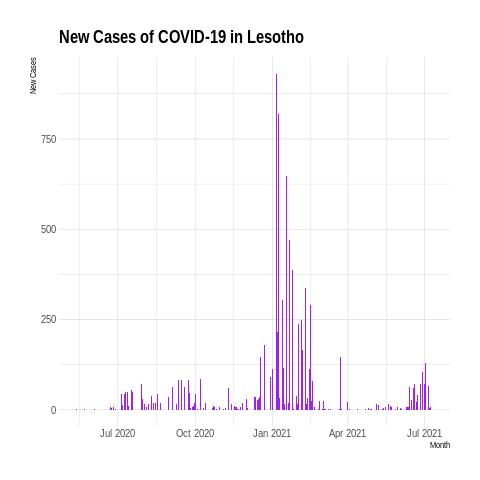 New Cases of COVID-19 in Lesotho
New Cases
750
500
250
0
Jul 2020 Oct 2020 Jan 2021 Apr 2021 Jul 2021
Month